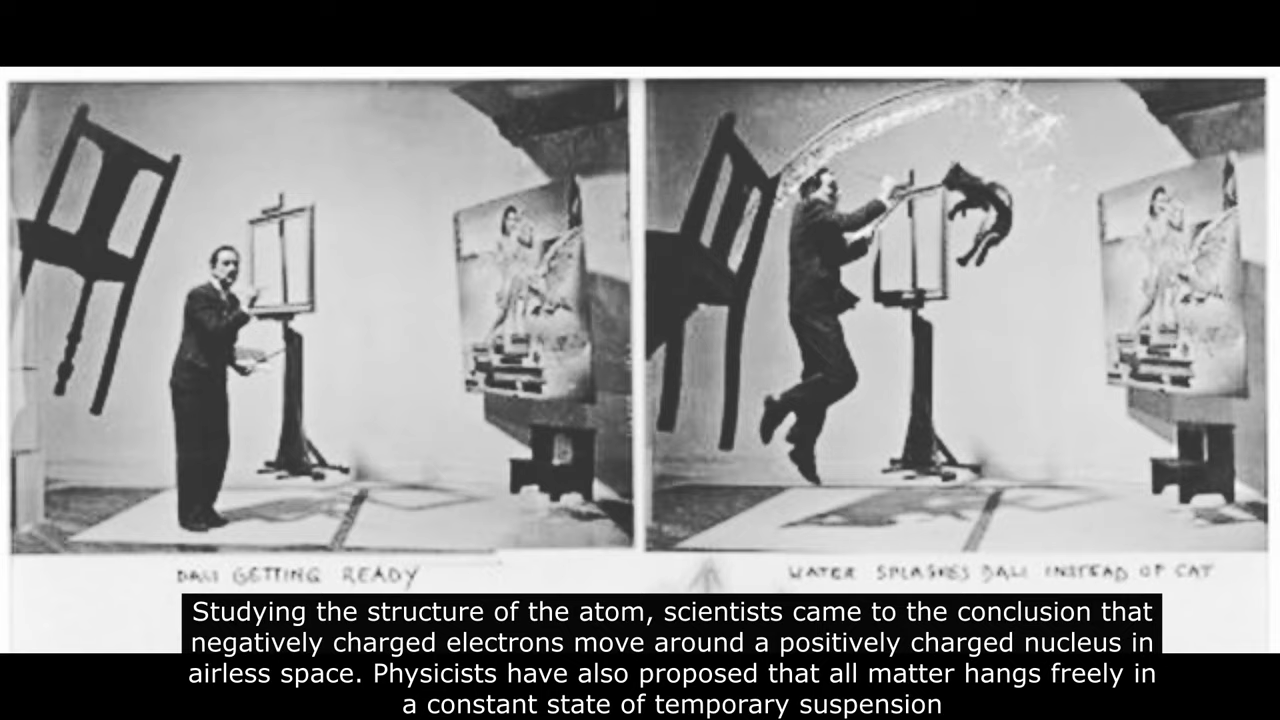 DALI GETTING READY
WATER SPLASHES DALI INSTEAD OF CAT
Studying the structure of the atom, scientists came to the conclusion that
negatively charged electrons move around a positively charged nucleus in
airless space. Physicists have also proposed that all matter hangs freely in
a constant state of temporary suspension